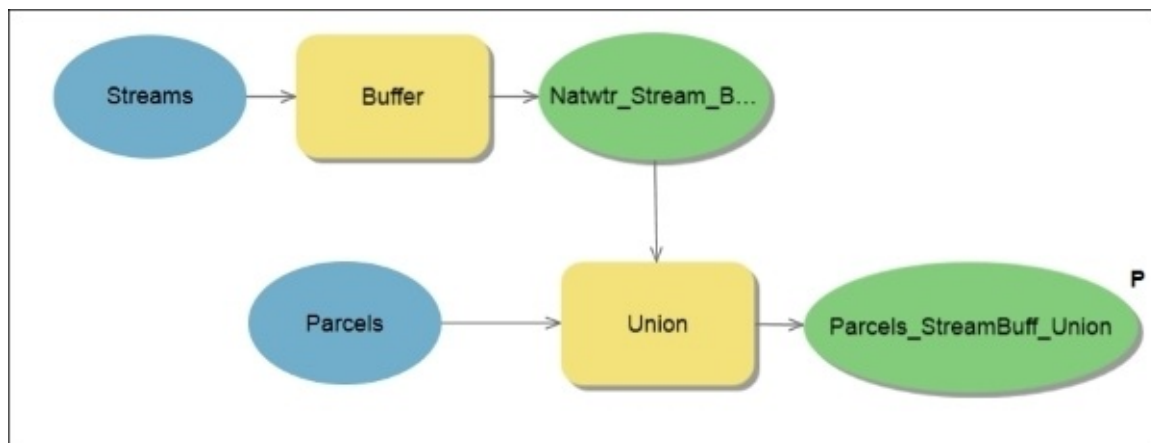 Streams
Buffer
Natwtr_Stream_B...
Parcels
Union
Parcels_StreamBuff_Union
P